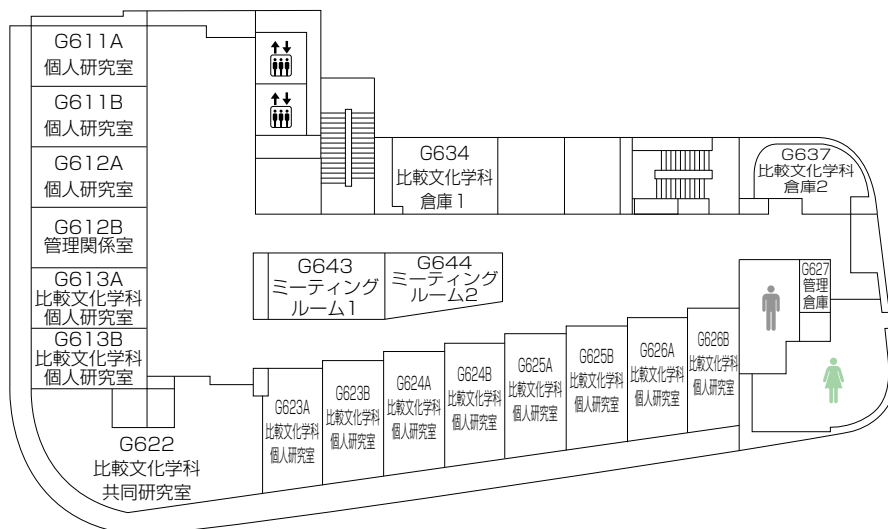 G611A
個人研究室
G611B
個人研究室
G612A
個人研究室
G612B
管理関係室
G613A
比較文化学科
個人研究室
G613B
比較文化学科
個人研究室
G622
比較文化学科
共同研究室
G634
比較文化学科
倉庫1
G637
比較文化学科
倉庫2
G643
ミーティング
ルーム1
G644
ミーティング
ルーム2
G627
管理
倉庫
G623A
比較文化学科
個人研究室
G623B
比較文化学科
個人研究室
G624A
比較文化学科
個人研究室
G624B
比較文化学科
個人研究室
G625A
比較文化学科
個人研究室
G625B
比較文化学科
個人研究室
G626A
比較文化学科
個人研究室
G626B
比較文化学科
個人研究室